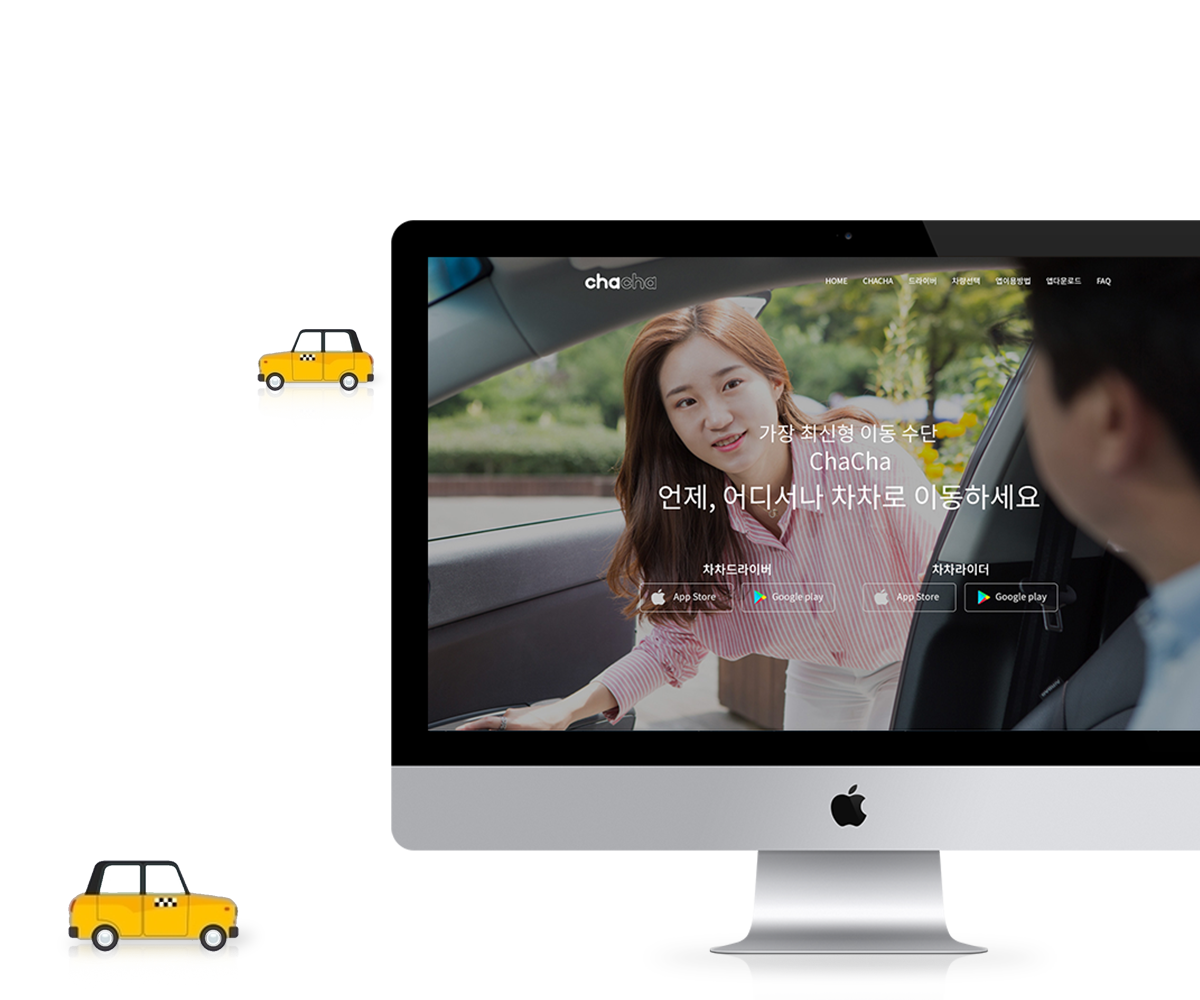 chacha
HOME CHACHA 드라이버 차량선택 앱이용방법 앱다운로드 FAQ
가장 최신형 이동 수단
ChaCha
언제, 어디서나 차차로 이동하세요
차차드라이버 차차라이더
App Store Google play App Store Google play